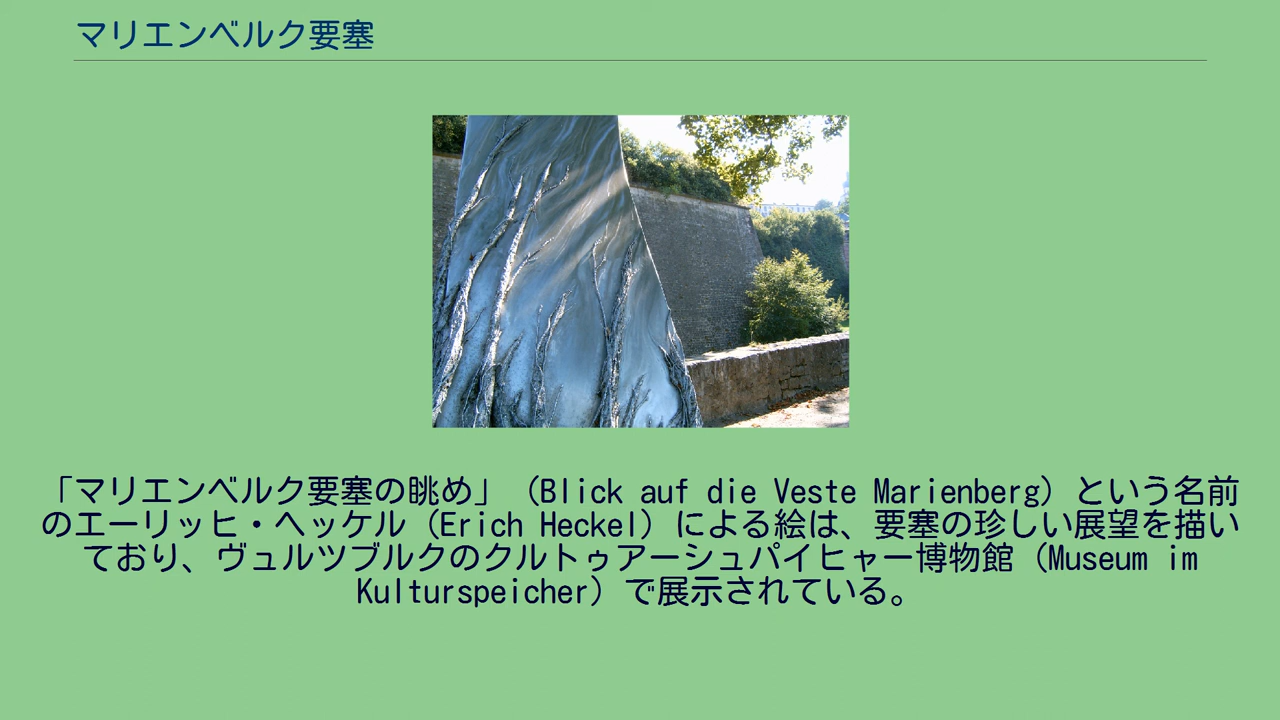 マリエンベルク要塞
「マリエンベルク要塞の眺め」（Blick auf die Veste Marienberg）という名前
のエーリッヒ・ヘッケル（Erich Heckel）による絵は、要塞の珍しい展望を描い
ており、ヴュルツブルクのクルトゥアーシュパイヒャー博物館（Museum im
Kulturspeicher）で展示されている。